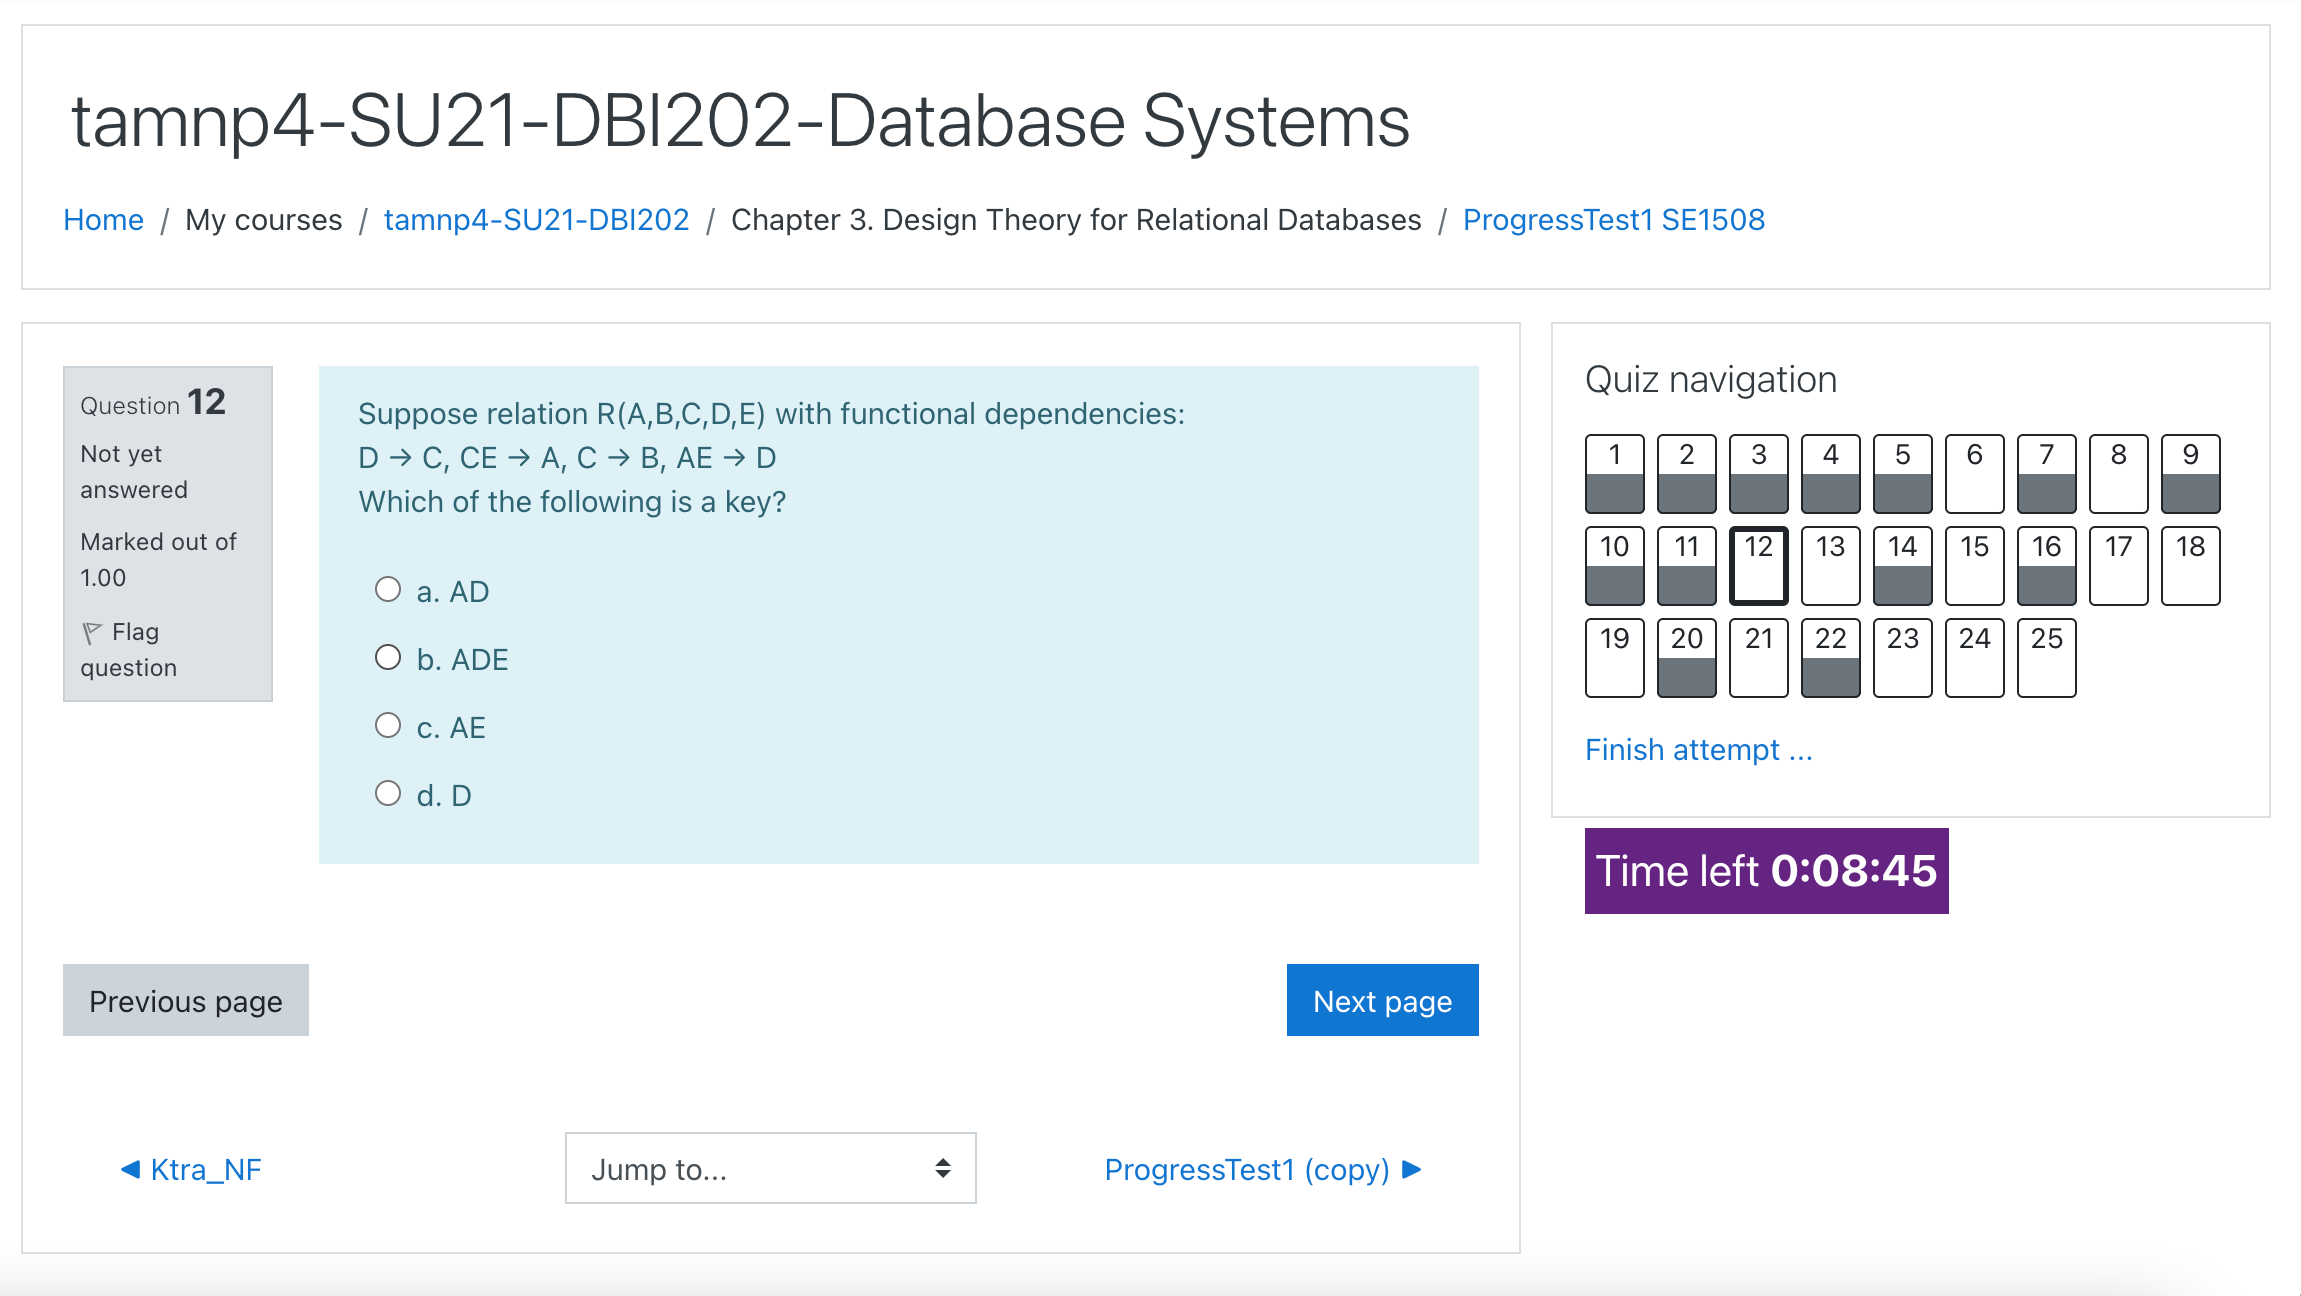 tamnp4-SU21-DBI202-Database Systems
Home / My courses / tamnp4-SU21-DBI202 / Chapter 3. Design Theory for Relational Databases / ProgressTest1 SE1508
Question 12
Not yet
answered
Marked out of
1.00
Flag
question
Suppose relation R(A,B,C,D,E) with functional dependencies:
D → C, CE → A, C → B, AE → D
Which of the following is a key?
a. AD
b. ADE
c. AE
d. D
Previous page
Next page
◄ Ktra_NF
Jump to...
ProgressTest1 (copy) ►
Quiz navigation
1 2 3 4 5 6 7 8 9
10 11 12 13 14 15 16 17 18
19 20 21 22 23 24 25
Finish attempt ...
Time left 0:08:45